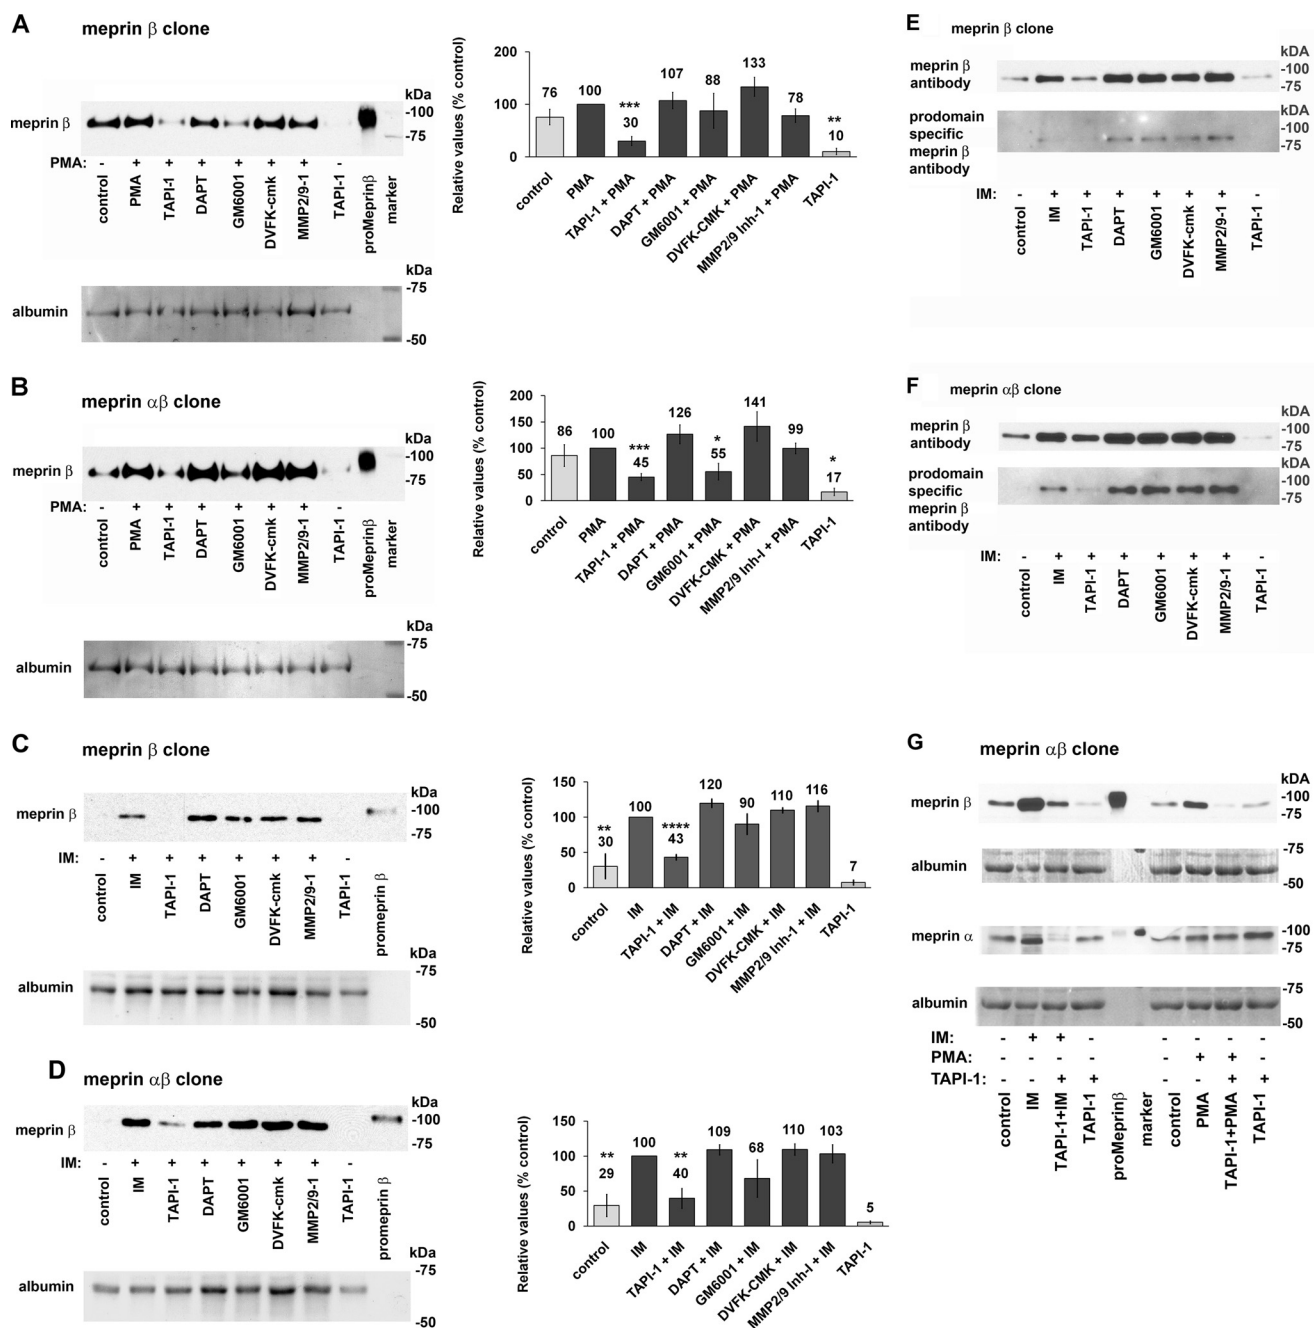 A
meprin β clone
kDa
-100
-75
meprin β
PMA: + + + + + + -
control
PMA
TAPI-1
DAPT
GM6001
DVFK-cmk
MMP2/9-1
TAPI-1
proMeprinβ
marker
kDa
-75
-50
albumin
Relative values (% control)
200
100
0
76
100
***
30
107
88
133
78
**
10
control
PMA
TAPI-1 + PMA
DAPT + PMA
GM6001 + PMA
DVFK-CMK + PMA
MMP2/9 Inh-1 + PMA
TAPI-1
B
meprin αβ clone
kDa
-100
-75
meprin β
PMA: - + + + + + + -
control
PMA
TAPI-1
DAPT
GM6001
DVFK-cmk
MMP2/9-1
TAPI-1
proMeprinβ
marker
kDa
-75
-50
albumin
Relative values (% control)
200
150
100
50
0
86
100
***
45
126
*
55
141
99
*
17
control
PMA
TAPI-1 + PMA
DAPT + PMA
GM6001 + PMA
DVFK-CMK + PMA
MMP2/9 Inh-I + PMA
TAPI-1
C
meprin β clone
kDa
-100
-75
meprin β
IM: - + + + + + + -
control
IM
TAPI-1
DAPT
GM6001
DVFK-cmk
MMP2/9-1
TAPI-1
promeprin β
kDa
-75
-50
albumin
Relative values (% control)
150
100
50
0
**
30
100
****
43
120
90
110
116
7
control
IM
TAPI-1 + IM
DAPT + IM
GM6001 + IM
DVFK-CMK + IM
MMP2/9 Inh-1 + IM
TAPI-1
D
meprin αβ clone
kDa
-100
-75
meprin β
IM: - + + + + + + -
control
IM
TAPI-1
DAPT
GM6001
DVFK-cmk
MMP2/9-1
TAPI-1
promeprin β
kDa
-75
-50
albumin
Relative values (% control)
150
100
50
0
**
29
100
**
40
109
68
110
103
5
control
IM
TAPI-1 + IM
DAPT + IM
GM6001 + IM
DVFK-CMK + IM
MMP2/9 Inh-I + IM
TAPI-1
E
meprin β clone
kDA
-100
-75
meprin β
antibody
prodomain
specific
meprin β
antibody
kDA
-100
-75
IM: - + + + + + + -
control
IM
TAPI-1
DAPT
GM6001
DVFK-cmk
MMP2/9-1
TAPI-1
F
meprin αβ clone
kDA
-100
-75
meprin β
antibody
prodomain
specific
meprin β
antibody
kDA
-100
-75
IM: - + + + + + + -
control
IM
TAPI-1
DAPT
GM6001
DVFK-cmk
MMP2/9-1
TAPI-1
G
meprin αβ clone
kDA
-100
-75
meprin β
albumin
-75
-50
meprin α
-100
-75
albumin
-75
-50
IM: - + + - - - - -
PMA: - - - - - + + -
TAPI-1: - - + + - - + +
control
IM
TAPI-1+IM
TAPI-1
proMeprinβ
marker
control
PMA
TAPI-1+PMA
TAPI-1